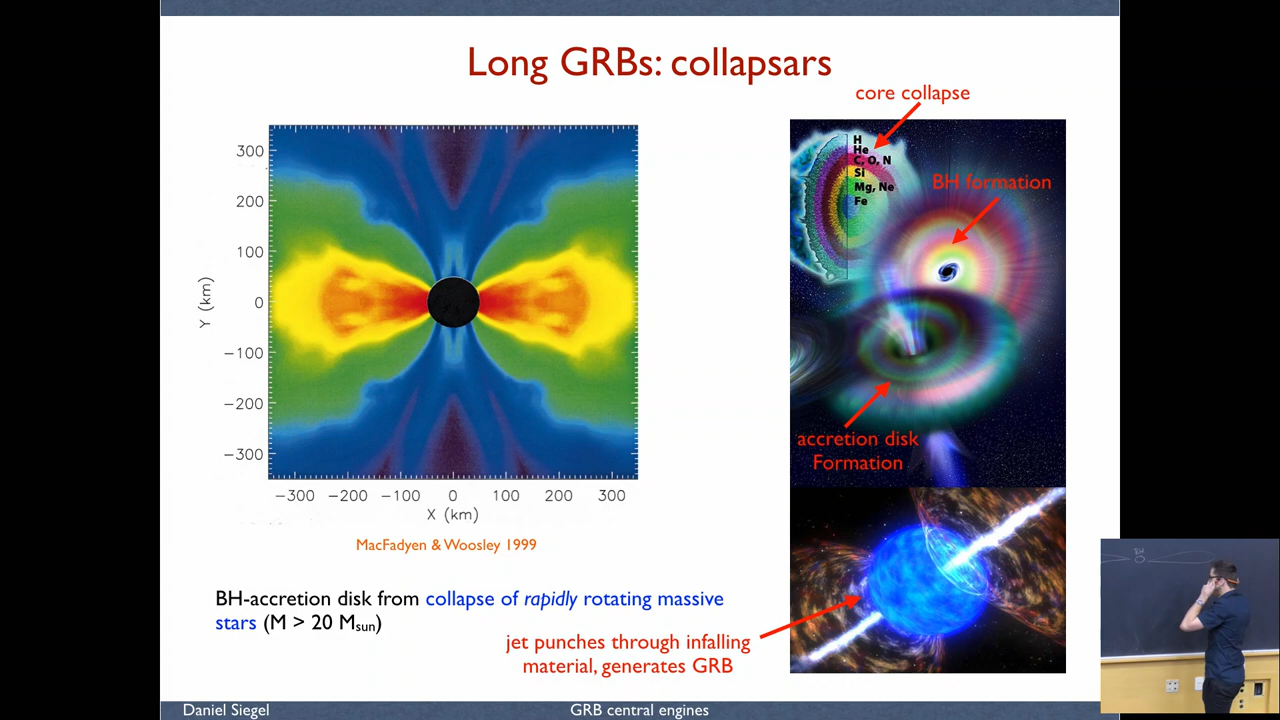 Long GRBs: collapsars
core collapse
H
He
C, O, N
Si
Mg, Ne
Fe
BH formation
accretion disk
Formation
300
200
100
0
−100
−200
−300
Y (km)
−300 −200 −100 0 100 200 300
X (km)
MacFadyen & Woosley 1999
BH-accretion disk from collapse of rapidly rotating massive
stars (M > 20 Msun)
jet punches through infalling
material, generates GRB
BH
Daniel Siegel
GRB central engines